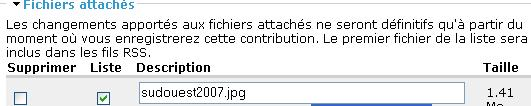 Fichiers attachés
Les changements apportés aux fichiers attachés ne seront définitifs qu'à partir du
moment où vous enregistrerez cette contribution. Le premier fichier de la liste sera
inclus dans les fils RSS.
Supprimer Liste Description Taille
sudouest2007.jpg 1.41
Mo